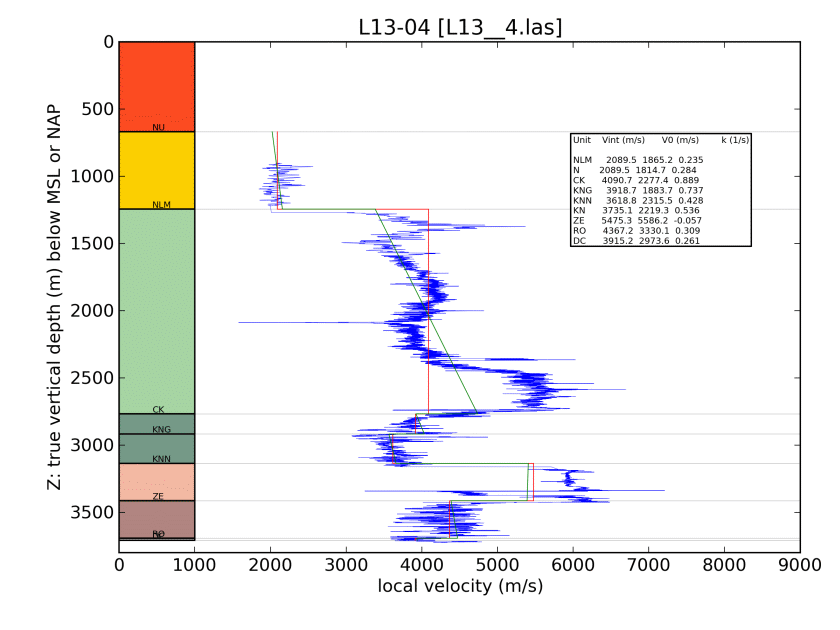 L13-04 [L13__4.las]
Z: true vertical depth (m) below MSL or NAP
0
500
1000
1500
2000
2500
3000
3500
NU
NLM
CK
KNG
KNN
ZE
RO
Unit Vint (m/s) V0 (m/s) k (1/s)
NLM 2089.5 1865.2 0.235
N 2089.5 1814.7 0.284
CK 4090.7 2277.4 0.889
KNG 3918.7 1883.7 0.737
KNN 3618.8 2315.5 0.428
KN 3735.1 2219.3 0.536
ZE 5475.3 5586.2 -0.057
RO 4367.2 3330.1 0.309
DC 3915.2 2973.6 0.261
0 1000 2000 3000 4000 5000 6000 7000 8000 9000
local velocity (m/s)